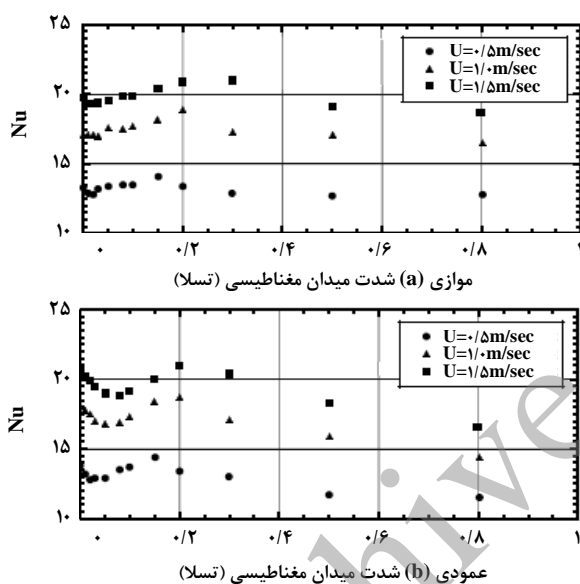 ۲۵
U=۰/۵m/sec
U=۱/۰m/sec
U=۱/۵m/sec
۲۰
Nu
۱۵
۱۰
۰ ۰/۲ ۰/۴ ۰/۶ ۰/۸ ۱
موازی (a) شدت میدان مغناطیسی (تسلا)
۲۵
U=۰/۵m/sec
U=۱/۰m/sec
U=۱/۵m/sec
۲۰
Nu
۱۵
۱۰
۰ ۰/۲ ۰/۴ ۰/۶ ۰/۸ ۱
عمودی (b) شدت میدان مغناطیسی (تسلا)
hive